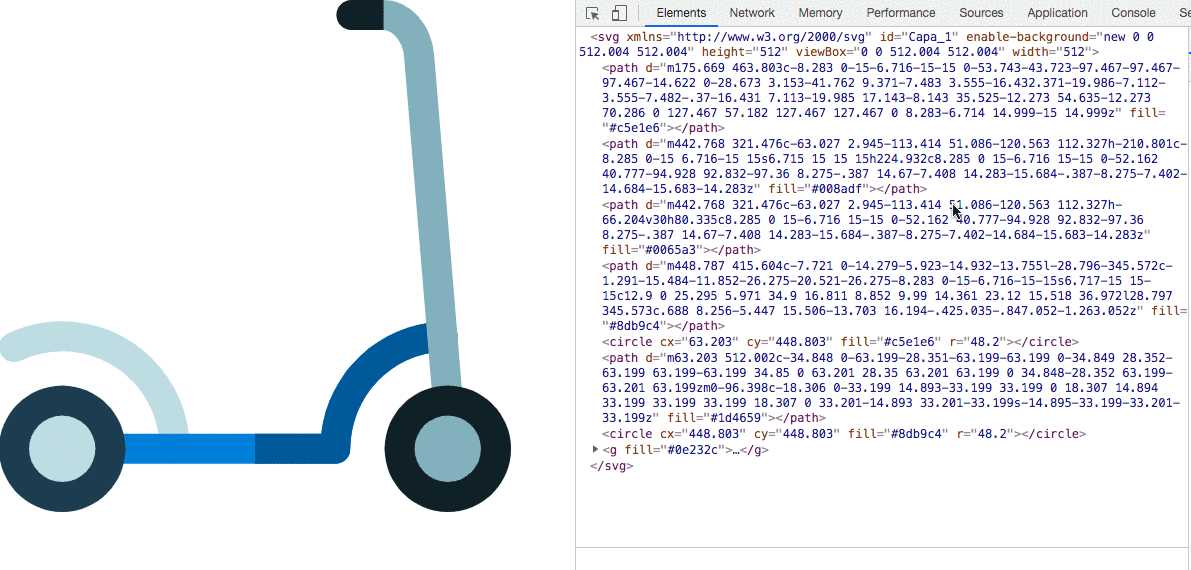 Elements Network Memory Performance Sources Application Console Se
<svg xmlns="http://www.w3.org/2000/svg" id="Capa_1" enable-background="new 0 0
512.004 512.004" height="512" viewBox="0 0 512.004 512.004" width="512">
<path d="m175.669 463.803c-8.283 0-15-6.716-15-15 0-53.743-43.723-97.467-97.467-
97.467-14.622 0-28.673 3.153-41.762 9.371-7.483 3.555-16.432.371-19.986-7.112-
3.555-7.482-.37-16.431 7.113-19.985 17.143-8.143 35.525-12.273 54.635-12.273
70.286 0 127.467 57.182 127.467 127.467 0 8.283-6.714 14.999-15 14.999z" fill=
"#c5e1e6"></path>
<path d="m442.768 321.476c-63.027 2.945-113.414 51.086-120.563 112.327h-210.801c-
8.285 0-15 6.716-15 15s6.715 15 15 15h224.932c8.285 0 15-6.716 15-15 0-52.162
40.777-94.928 92.832-97.36 8.275-.387 14.67-7.408 14.283-15.684-.387-8.275-7.402-
14.684-15.683-14.283z" fill="#008adf"></path>
<path d="m442.768 321.476c-63.027 2.945-113.414 51.086-120.563 112.327h-
66.204v30h80.335c8.285 0 15-6.716 15-15 0-52.162 40.777-94.928 92.832-97.36
8.275-.387 14.67-7.408 14.283-15.684-.387-8.275-7.402-14.684-15.683-14.283z"
fill="#0065a3"></path>
<path d="m448.787 415.604c-7.721 0-14.279-5.923-14.932-13.755l-28.796-345.572c-
1.291-15.484-11.852-26.275-20.521-26.275-8.283 0-15-6.716-15-15s6.717-15 15-
15c12.9 0 25.295 5.971 34.9 16.811 8.852 9.99 14.361 23.12 15.518 36.972l28.797
345.573c.688 8.256-5.447 15.506-13.703 16.194-.425.035-.847.052-1.263.052z" fill=
"#8db9c4"></path>
<circle cx="63.203" cy="448.803" fill="#c5e1e6" r="48.2"></circle>
<path d="m63.203 512.002c-34.848 0-63.199-28.351-63.199-63.199 0-34.849 28.352-
63.199 63.199-63.199 34.85 0 63.201 28.35 63.201 63.199 0 34.848-28.352 63.199-
63.201 63.199zm0-96.398c-18.306 0-33.199 14.893-33.199 33.199 0 18.307 14.894
33.199 33.199 33.199 18.307 0 33.201-14.893 33.201-33.199s-14.895-33.199-33.201-
33.199z" fill="#1d4659"></path>
<circle cx="448.803" cy="448.803" fill="#8db9c4" r="48.2"></circle>
<g fill="#0e232c">…</g>
</svg>